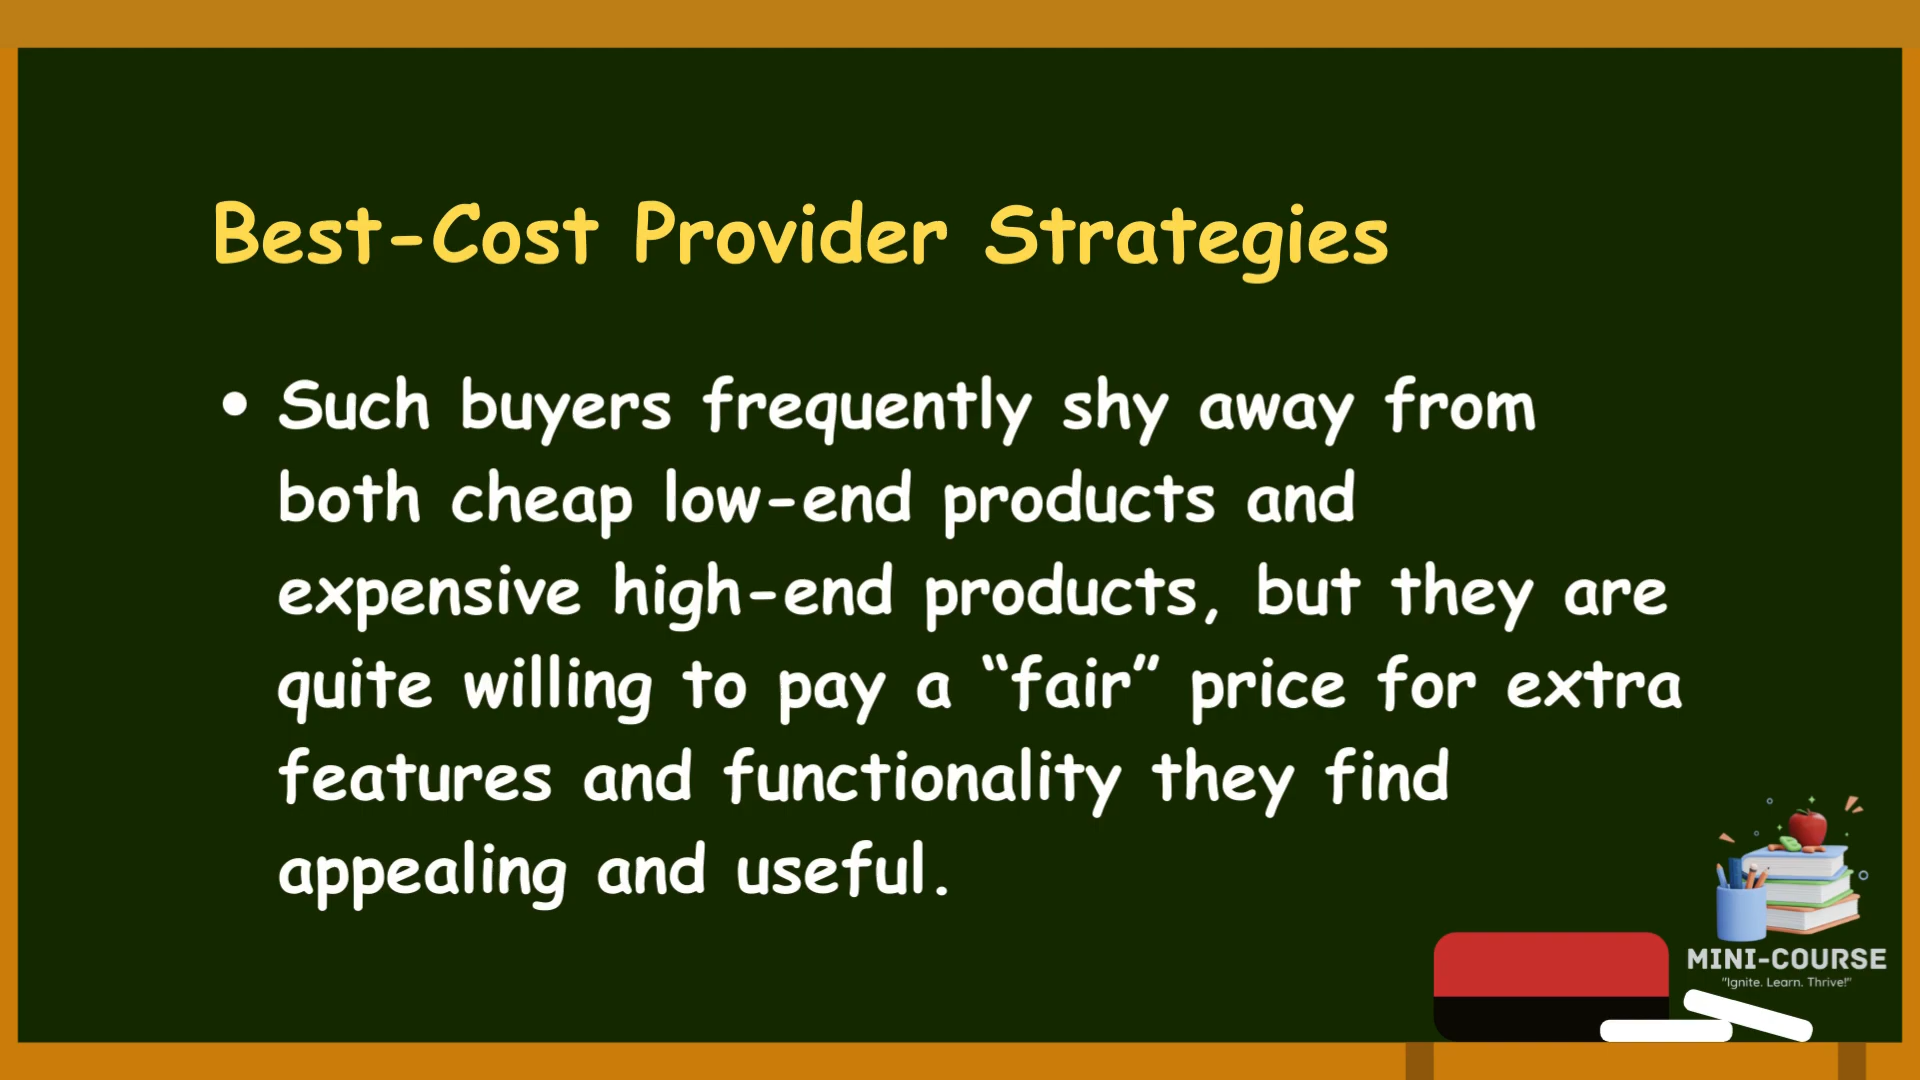 Best-Cost Provider Strategies
• Such buyers frequently shy away from
both cheap low-end products and
expensive high-end products, but they are
quite willing to pay a “fair” price for extra
features and functionality they find
appealing and useful.
MINI-COURSE
"Ignite. Learn. Thrive!"